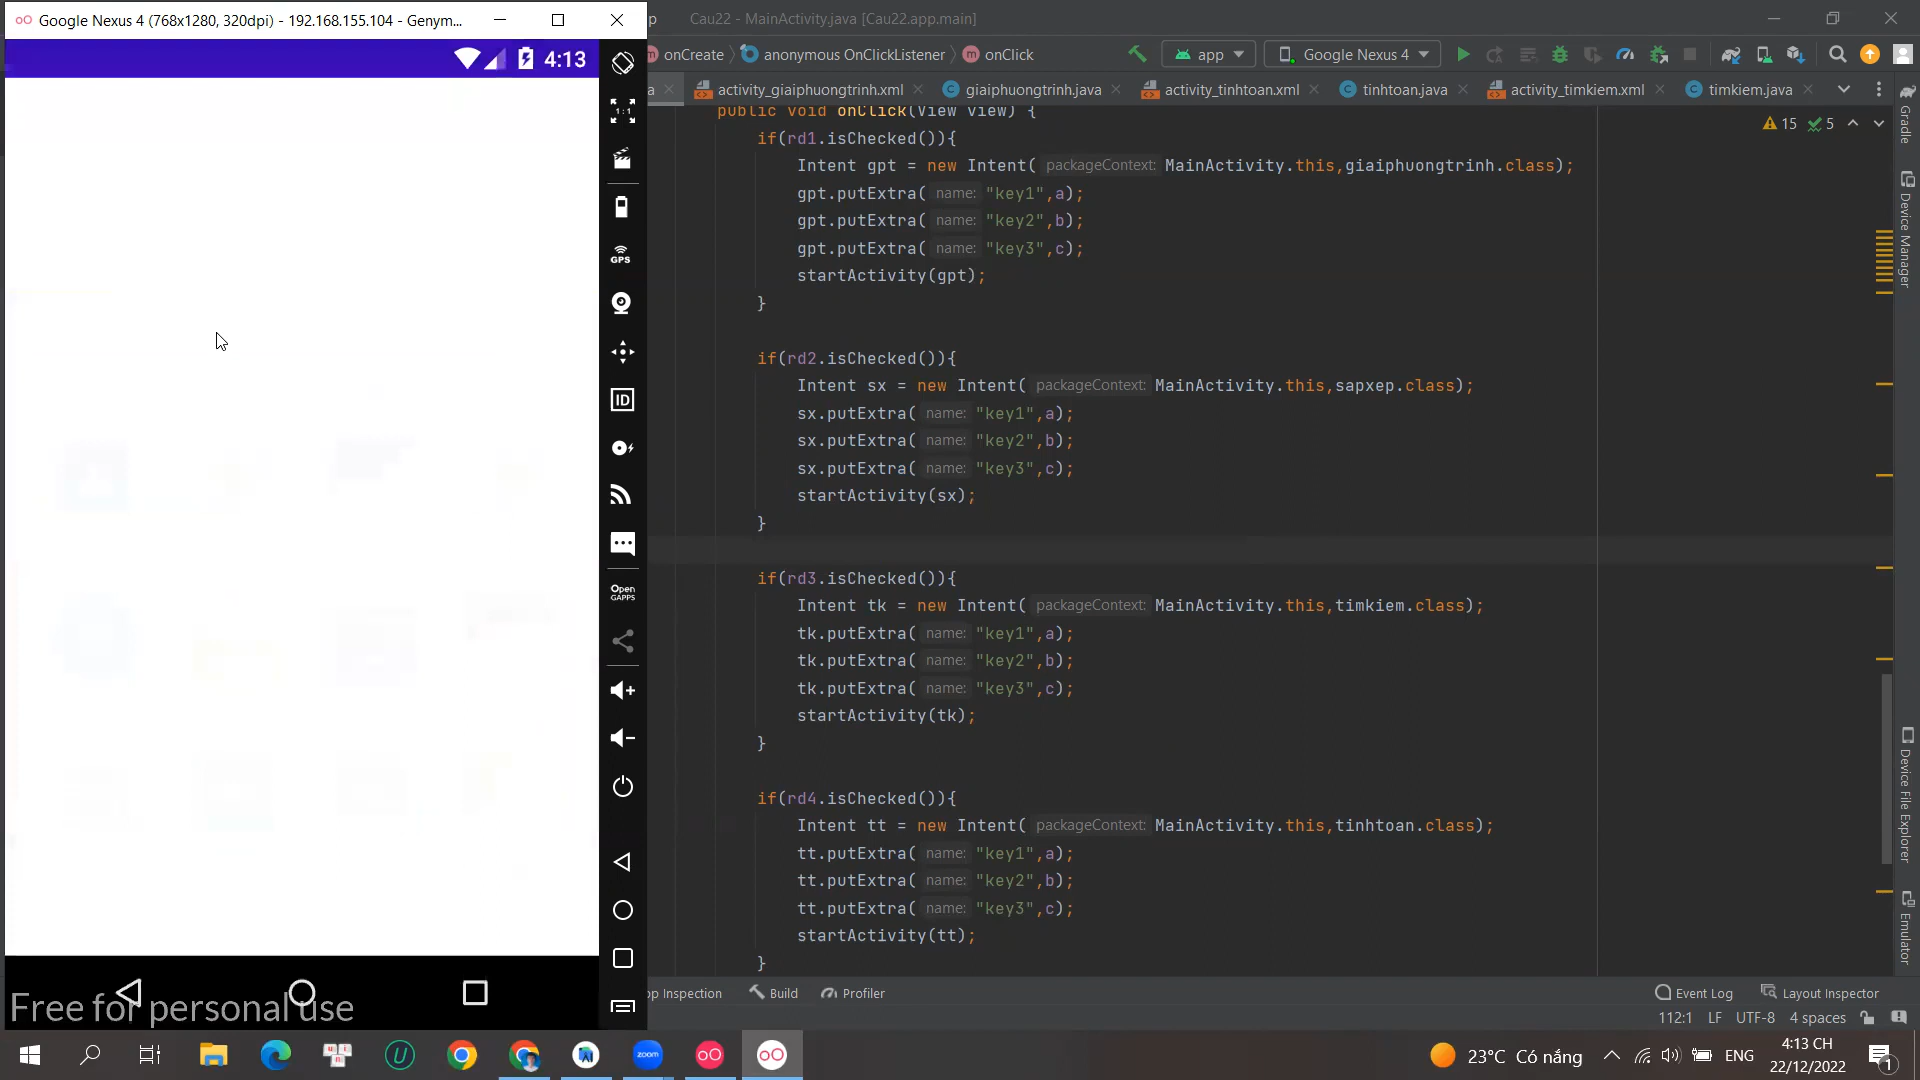 Google Nexus 4 (768x1280, 320dpi) - 192.168.155.104 - Genym...
4:13
GPS
ID
Open
GAPPS
Free for personal use
p
Cau22 - MainActivity.java [Cau22.app.main]
onCreate
anonymous OnClickListener
onClick
app
Google Nexus 4
a
activity_giaiphuongtrinh.xml
giaiphuongtrinh.java
activity_tinhtoan.xml
tinhtoan.java
activity_timkiem.xml
timkiem.java
15
5
public void onClick(View view) {
if(rd1.isChecked()){
Intent gpt = new Intent( packageContext: MainActivity.this,giaiphuongtrinh.class);
gpt.putExtra( name: "key1",a);
gpt.putExtra( name: "key2",b);
gpt.putExtra( name: "key3",c);
startActivity(gpt);
}
if(rd2.isChecked()){
Intent sx = new Intent( packageContext: MainActivity.this,sapxep.class);
sx.putExtra( name: "key1",a);
sx.putExtra( name: "key2",b);
sx.putExtra( name: "key3",c);
startActivity(sx);
}
if(rd3.isChecked()){
Intent tk = new Intent( packageContext: MainActivity.this,timkiem.class);
tk.putExtra( name: "key1",a);
tk.putExtra( name: "key2",b);
tk.putExtra( name: "key3",c);
startActivity(tk);
}
if(rd4.isChecked()){
Intent tt = new Intent( packageContext: MainActivity.this,tinhtoan.class);
tt.putExtra( name: "key1",a);
tt.putExtra( name: "key2",b);
tt.putExtra( name: "key3",c);
startActivity(tt);
}
Gradle
Device Manager
Device File Explorer
Emulator
pp Inspection
Build
Profiler
Event Log
Layout Inspector
112:1 LF UTF-8 4 spaces
zoom
23°C Có nắng
ENG
4:13 CH
22/12/2022
1